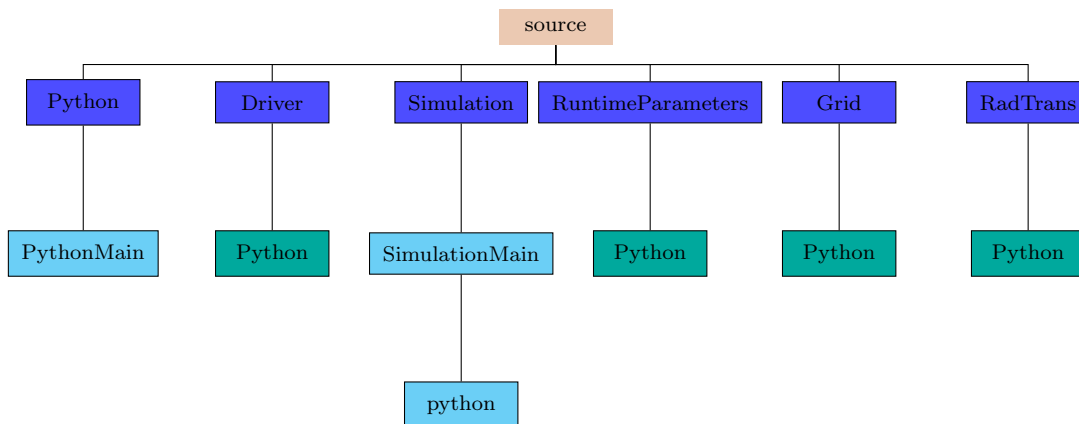 source
Python Driver Simulation RuntimeParameters Grid RadTrans
PythonMain Python SimulationMain Python Python Python
python